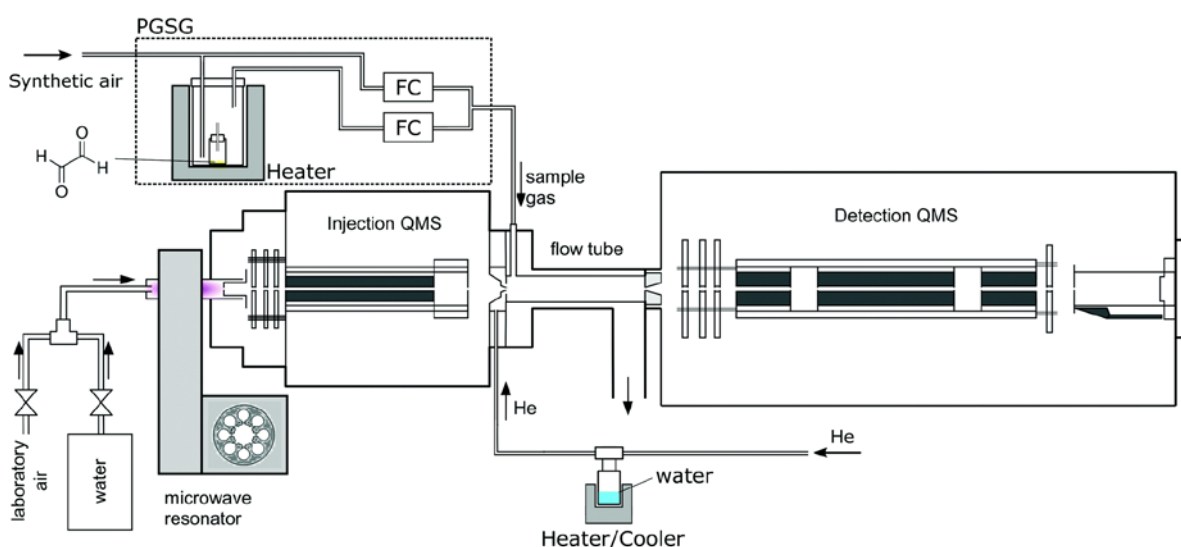 PGSG
Synthetic air
FC
FC
H
O
H
O
Heater
sample
gas
Injection QMS
flow tube
Detection QMS
He
He
water
Heater/Cooler
laboratory
air
water
microwave
resonator